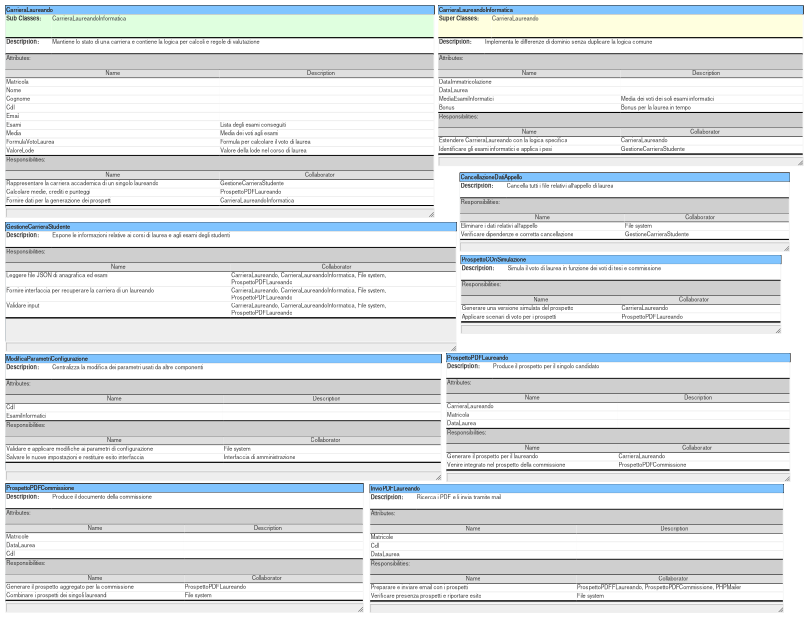 CarrieraLaureando
Sub Classes: CarrieraLaureandoInformatica
Description: Mantiene lo stato di una carriera e contiene la logica per calcoli e regole di valutazione
Attributes:
Name Description
Matricola
Nome
Cognome
Cdl
Email
Esami Lista degli esami conseguiti
Media Media dei voti agli esami
FormulaVotoLaurea Formula per calcolare il voto di laurea
ValoreLode Valore della lode nel corso di laurea
Responsibilities:
Name Collaborator
Rappresentare la carriera accademica di un singolo laureando GestioneCarrieraStudente
Calcolare medie, crediti e punteggi ProspettoPDFLaureando
Fornire dati per la generazione dei prospetti CarrieraLaureandoInformatica
CarrieraLaureandoInformatica
Super Classes: CarrieraLaureando
Description: Implementa le differenze di dominio senza duplicare la logica comune
Attributes:
Name Description
DataImmatricolazione
DataLaurea
MediaEsamiInformatici Media dei voti dei soli esami informatici
Bonus Bonus per la laurea in tempo
Responsibilities:
Name Collaborator
Estendere CarrieraLaureando con la logica specifica CarrieraLaureando
Identificare gli esami informatici e applica i pesi GestioneCarrieraStudente
CancellazioneDatiAppello
Description: Cancella tutti i file relativi all'appello di laurea
Responsibilities:
Name Collaborator
Eliminare i dati relativi all'appello File system
Verificare dipendenze e corretta cancellazione GestioneCarrieraStudente
GestioneCarrieraStudente
Description: Espone le informazioni relative ai corsi di laurea e agli esami degli studenti
Responsibilities:
Name Collaborator
Leggere file JSON di anagrafica ed esami CarrieraLaureando, CarrieraLaureandoInformatica, File system,
ProspettoPDFLaureando
Fornire interfaccia per recuperare la carriera di un laureando CarrieraLaureando, CarrieraLaureandoInformatica, File system,
ProspettoPDFLaureando
Validare input CarrieraLaureando, CarrieraLaureandoInformatica, File system,
ProspettoPDFLaureando
ProspettoCOnSimulazione
Description: Simula il voto di laurea in funzione dei voti di tesi e commissione
Responsibilities:
Name Collaborator
Generare una versione simulata del prospetto CarrieraLaureando
Applicare scenari di voto per i prospetti ProspettoPDFLaureando
ModificaParametriConfigurazione
Description: Centralizza la modifica dei parametri usati da altre componenti
Attributes:
Name Description
Cdl
EsamiInformatici
Responsibilities:
Name Collaborator
Validare e applicare modifiche ai parametri di configurazione File system
Salvare le nuove impostazioni e restituire esito interfaccia Interfaccia di amministrazione
ProspettoPDFLaureando
Description: Produce il prospetto per il singolo candidato
Attributes:
Name Description
CarrieraLaureando
Matricola
DataLaurea
Responsibilities:
Name Collaborator
Generare il prospetto per il laureando CarrieraLaureando
Venire integrato nel prospetto della commissione ProspettoPDFCommissione
ProspettoPDFCommissione
Description: Produce il documento della commissione
Attributes:
Name Description
Matricole
DataLaurea
Cdl
Responsibilities:
Name Collaborator
Generare il prospetto aggregato per la commissione ProspettoPDFLaureando
Combinare i prospetti dei singoli laureandi File system
InvioPDFLaureando
Description: Ricerca i PDF e li invia tramite mail
Attributes:
Name Description
Matricole
Cdl
DataLaurea
Responsibilities:
Name Collaborator
Preparare e inviare email con i prospetti ProspettoPDFFLaureando, ProspettoPDFCommissione, PHPMailer
Verificare presenza prospetti e riportare esito File system